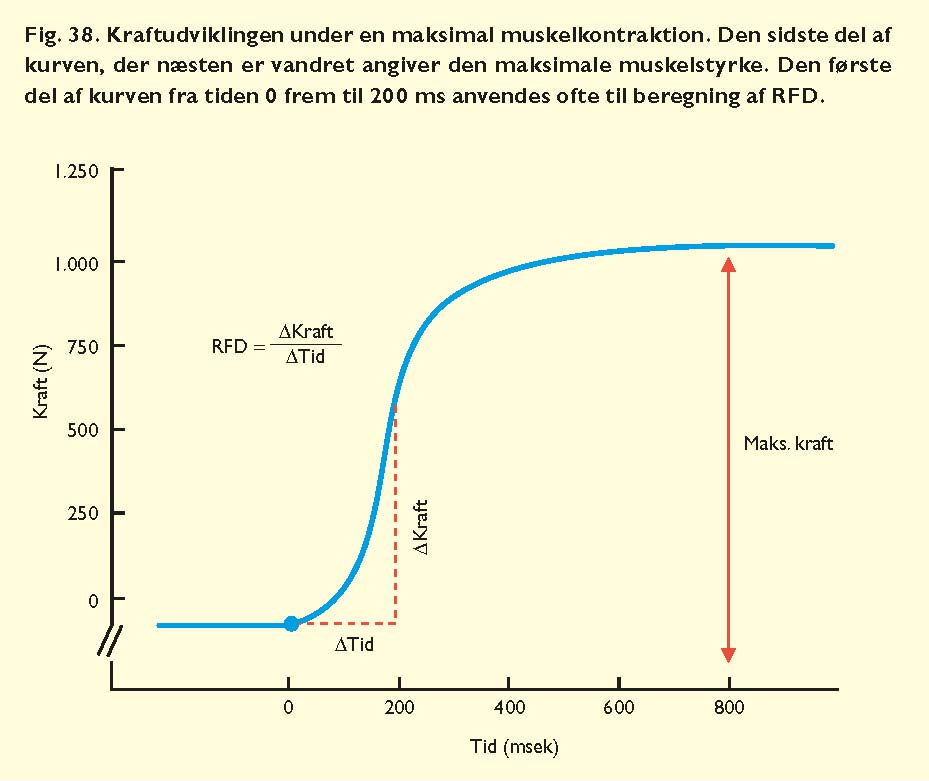 Fig. 38. Kraftudviklingen under en maksimal muskelkontraktion. Den sidste del af
kurven, der næsten er vandret angiver den maksimale muskelstyrke. Den første
del af kurven fra tiden 0 frem til 200 ms anvendes ofte til beregning af RFD.
1.250
1.000
750
500
250
0
Kraft (N)
RFD = ΔKraft
ΔTid
Maks. kraft
ΔKraft
ΔTid
0 200 400 600 800
Tid (msek)